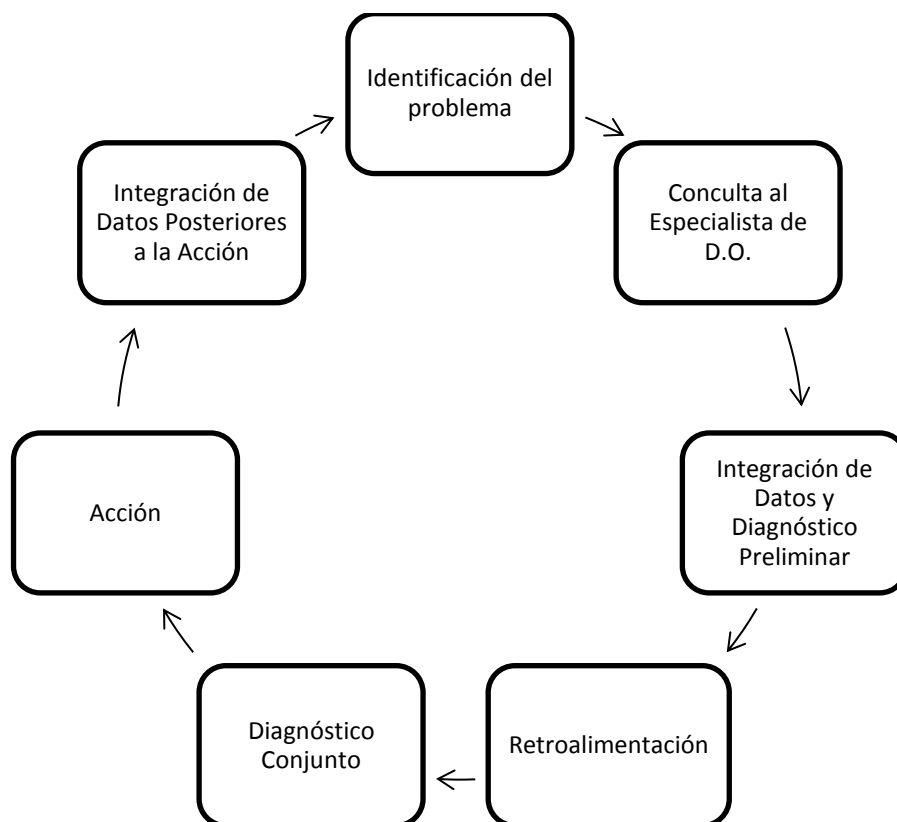 Identificación del
problema
Conculta al
Especialista de
D.O.
Integración de
Datos y
Diagnóstico
Preliminar
Retroalimentación
Diagnóstico
Conjunto
Acción
Integración de
Datos Posteriores
a la Acción